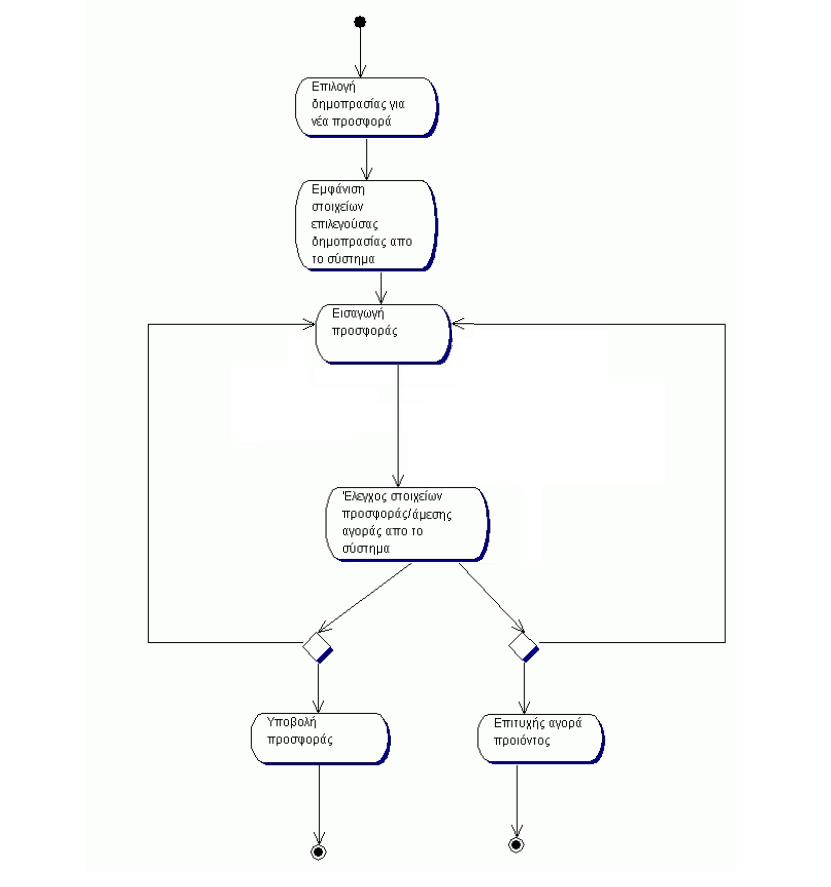 Επιλογή
δημοπρασίας για
νέα προσφορά
Εμφάνιση
στοιχείων
επιλεγούσας
δημοπρασίας απο
το σύστημα
Εισαγωγή
προσφοράς
Έλεγχος στοιχείων
προσφοράς/άμεσης
αγοράς απο το
σύστημα
Υποβολή
προσφοράς
Επιτυχής αγορά
προιόντος